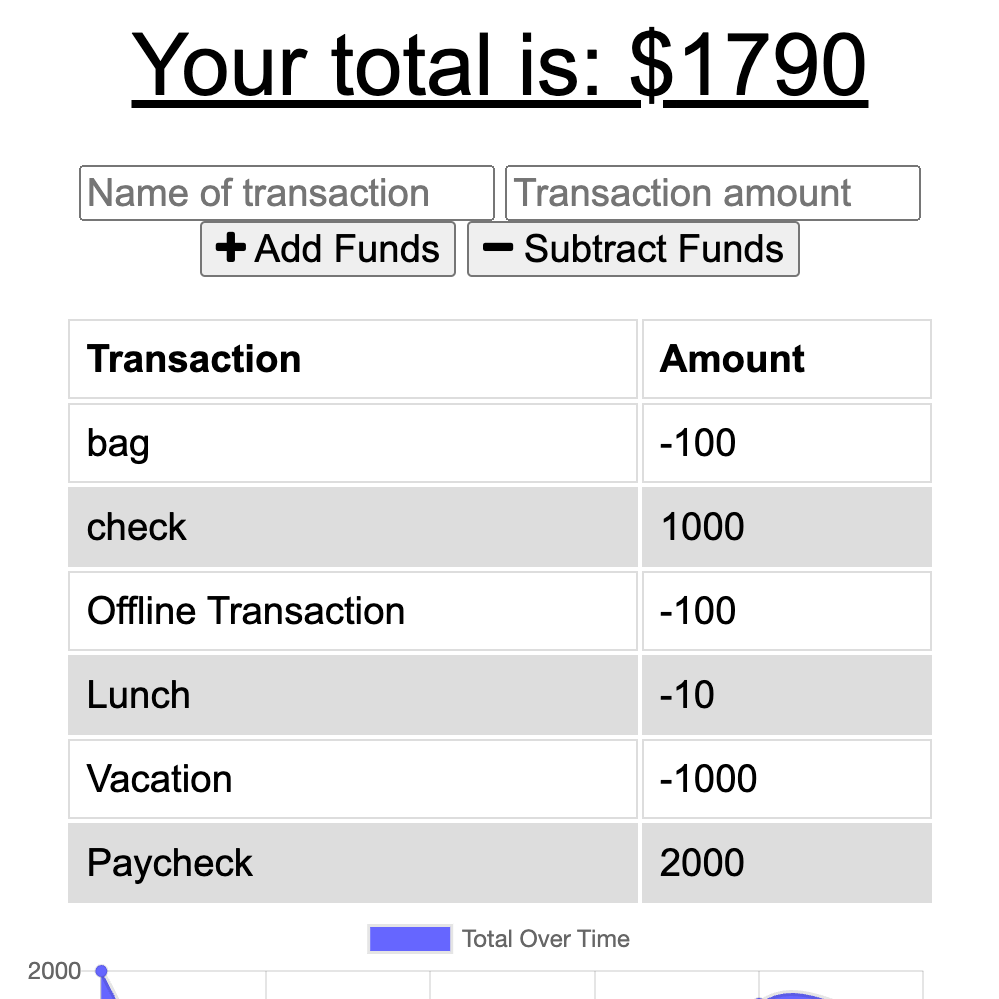 Your total is: $1790
Name of transaction Transaction amount
Add Funds Subtract Funds
Transaction Amount
bag -100
check 1000
Offline Transaction -100
Lunch -10
Vacation -1000
Paycheck 2000
Total Over Time
2000